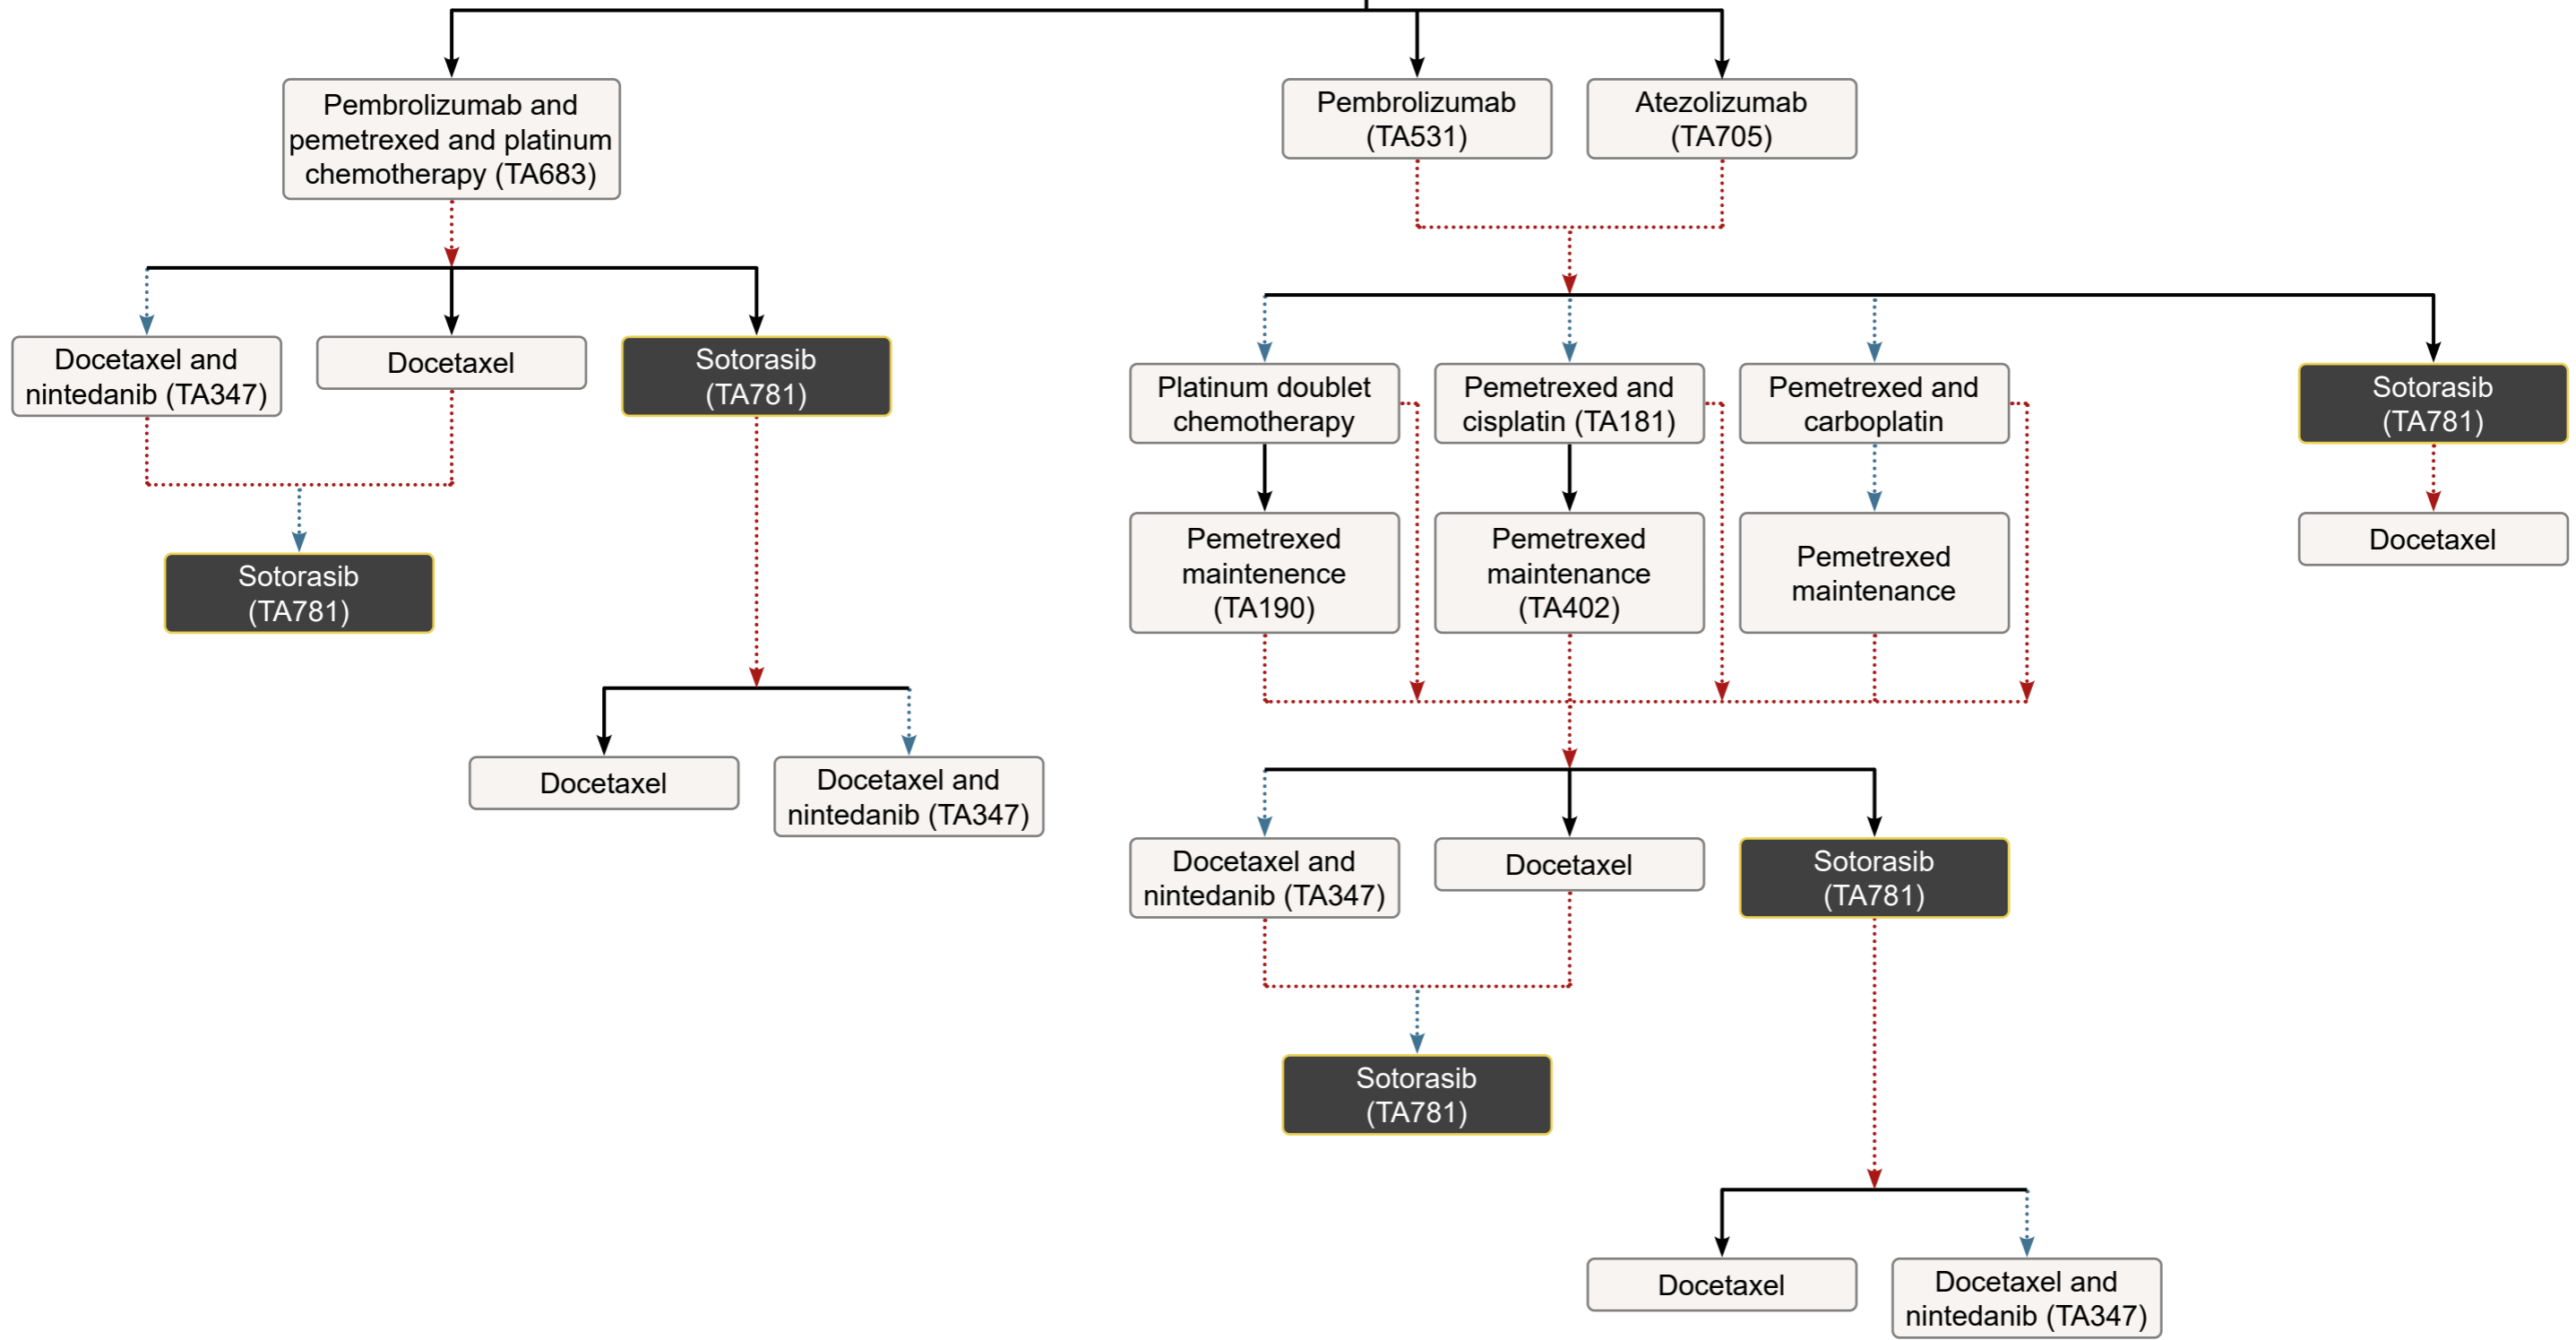 Pembrolizumab and
pemetrexed and platinum
chemotherapy (TA683)
Pembrolizumab
(TA531)
Atezolizumab
(TA705)
Docetaxel and
nintedanib (TA347)
Docetaxel
Sotorasib
(TA781)
Platinum doublet
chemotherapy
Pemetrexed and
cisplatin (TA181)
Pemetrexed and
carboplatin
Sotorasib
(TA781)
Pemetrexed
maintenence
(TA190)
Pemetrexed
maintenance
(TA402)
Pemetrexed
maintenance
Docetaxel
Sotorasib
(TA781)
Docetaxel
Docetaxel and
nintedanib (TA347)
Docetaxel and
nintedanib (TA347)
Docetaxel
Sotorasib
(TA781)
Sotorasib
(TA781)
Docetaxel
Docetaxel and
nintedanib (TA347)